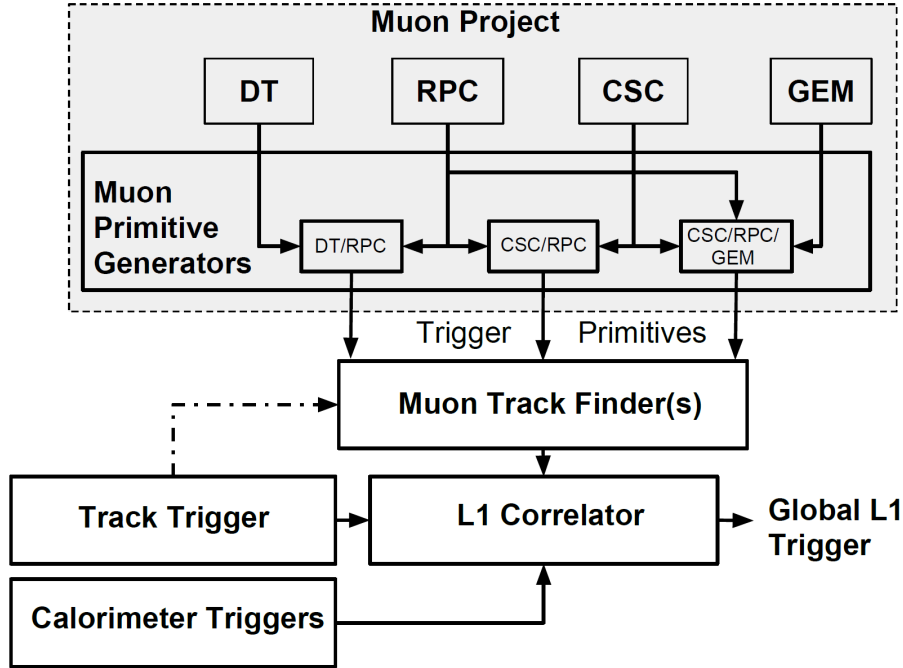 Muon Project
DT
RPC
CSC
GEM
Muon
Primitive
Generators
DT/RPC
CSC/RPC
CSC/RPC/
GEM
Trigger
Primitives
Muon Track Finder(s)
Track Trigger
L1 Correlator
Global L1
Trigger
Calorimeter Triggers